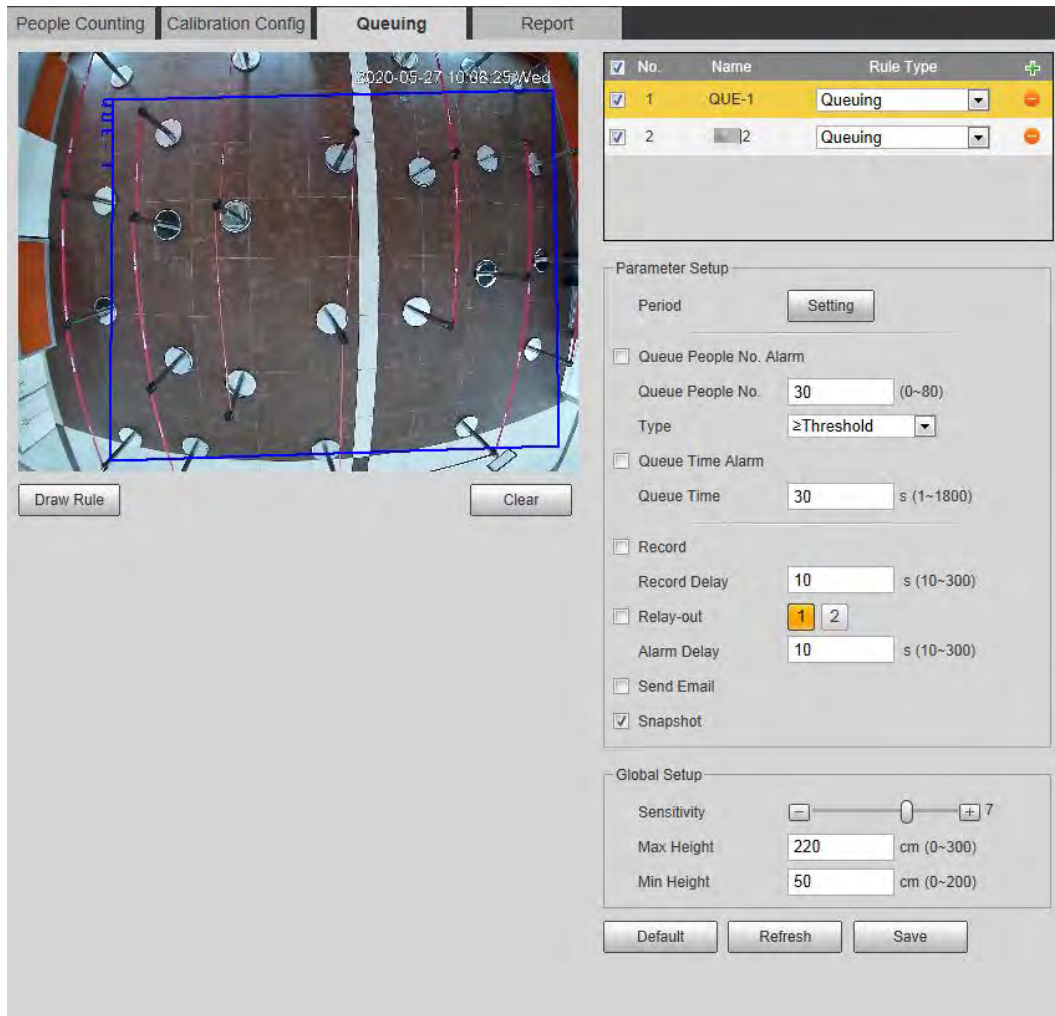 People Counting Calibration Config Queuing Report
2020-05-27 10:08:25 Wed
No. Name Rule Type
1 QUE-1 Queuing
2 2 Queuing
Parameter Setup
Period Setting
Queue People No. Alarm
Queue People No. 30 (0~80)
Type ≥Threshold
Queue Time Alarm
Queue Time 30 s (1~1800)
Draw Rule Clear
Record
Record Delay 10 s (10~300)
Relay-out 1 2
Alarm Delay 10 s (10~300)
Send Email
Snapshot
Global Setup
Sensitivity 7
Max Height 220 cm (0~300)
Min Height 50 cm (0~200)
Default Refresh Save